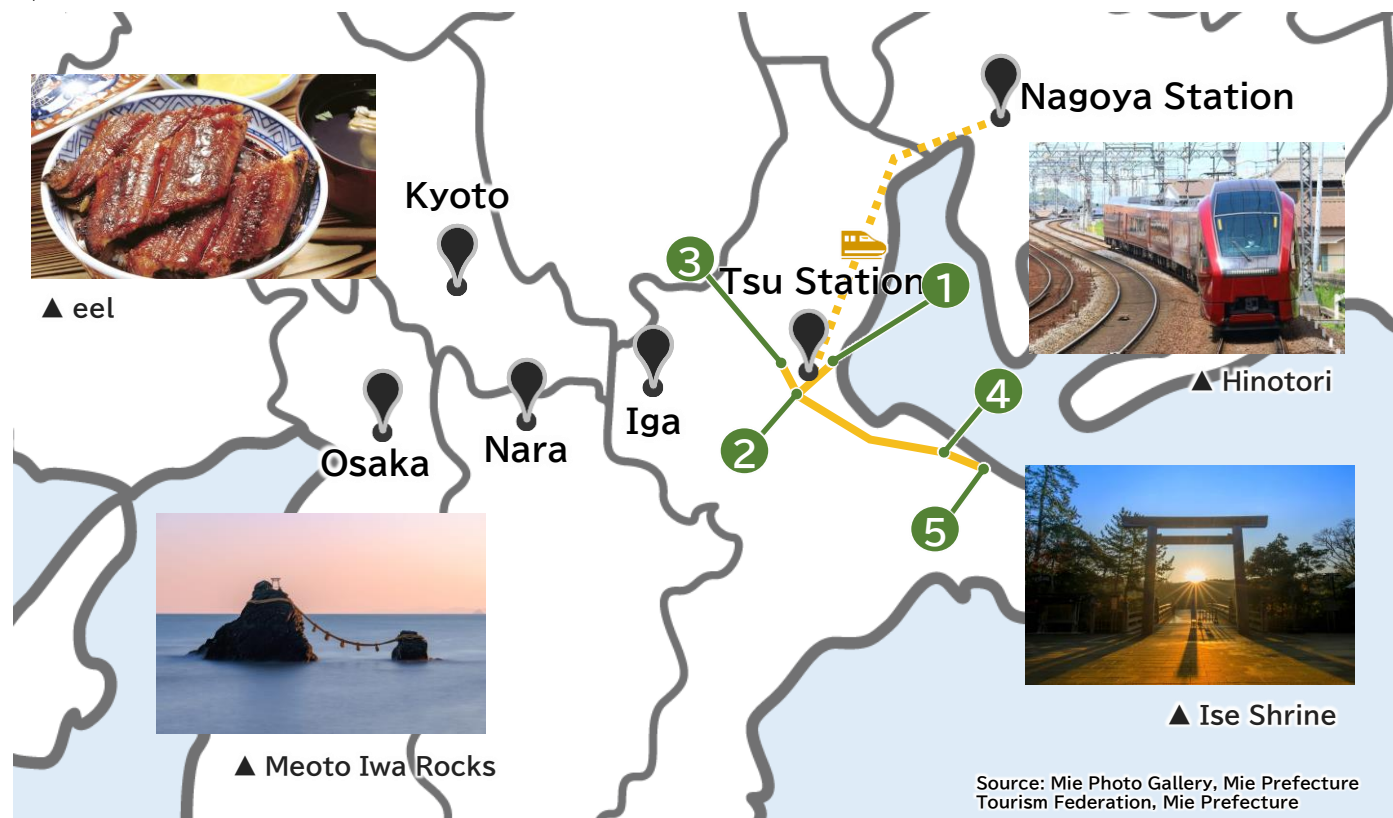 Nagoya Station
Kyoto
▲ eel
3
Tsu Station
1
▲ Hinotori
4
Iga
Nara
Osaka
2
5
▲ Ise Shrine
▲ Meoto Iwa Rocks
Source: Mie Photo Gallery, Mie Prefecture
Tourism Federation, Mie Prefecture